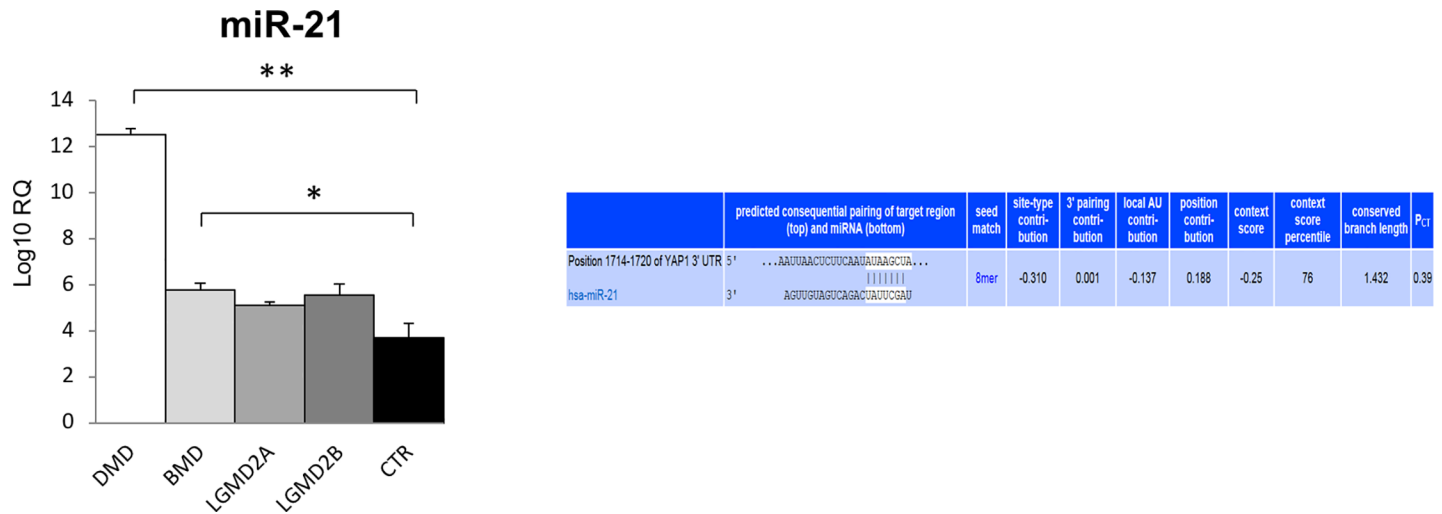 miR-21
**
14
12
10
8
6
4
2
0
Log10 RQ
*
DMD
BMD
LGMD2A
LGMD2B
CTR
predicted consequential pairing of target region
(top) and miRNA (bottom)
seed
match
site-type
contri-
bution
3' pairing
contri-
bution
local AU
contri-
bution
position
contri-
bution
context
score
context
score
percentile
conserved
branch length
PCT
Position 1714-1720 of YAP1 3' UTR 5' ...AAUUAACUCUUCAAUAUAAGCUA...
|||||||
hsa-miR-21 3' AGUUGUAGUCAGACUAUUCGAU
8mer -0.310 0.001 -0.137 0.188 -0.25 76 1.432 0.39